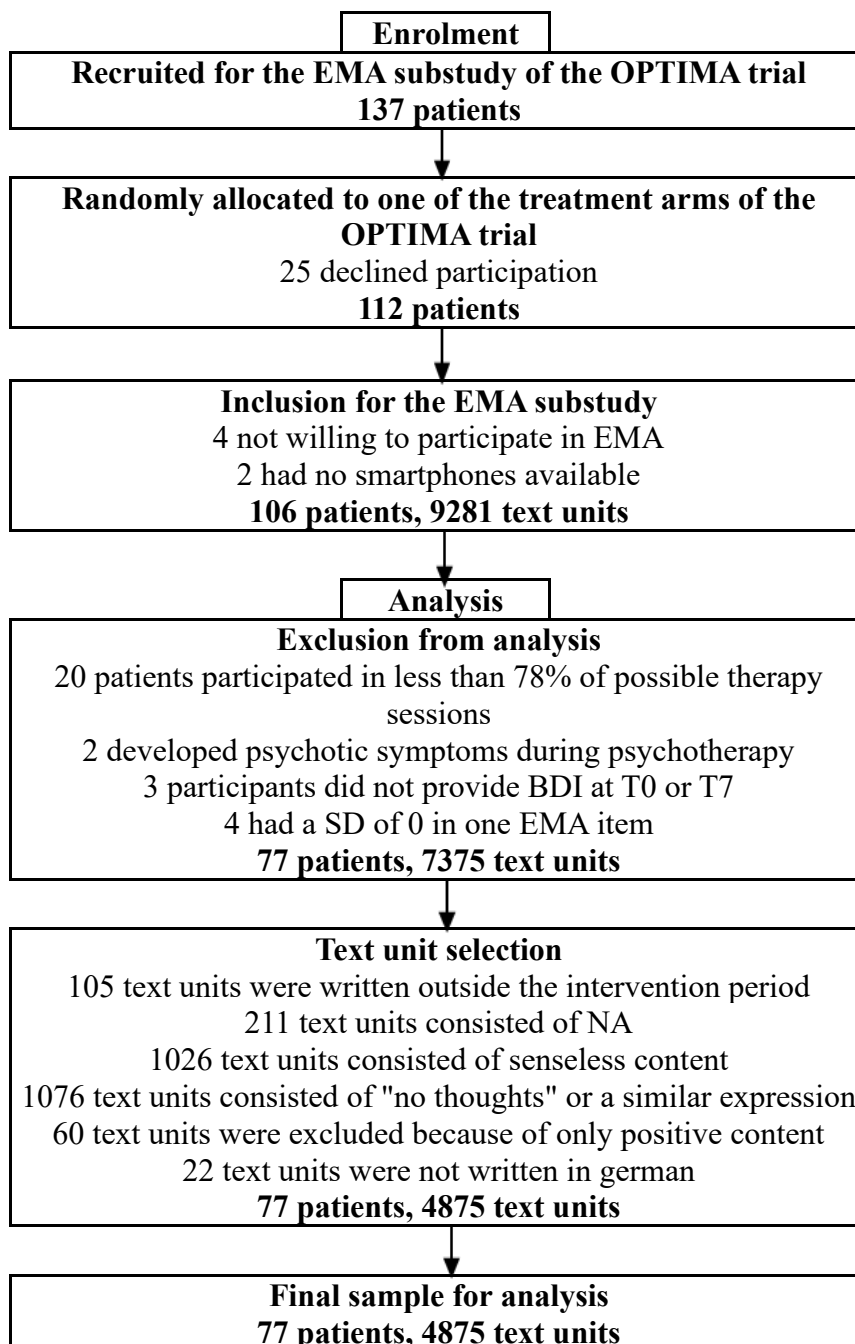 Enrolment
Recruited for the EMA substudy of the OPTIMA trial
137 patients
Randomly allocated to one of the treatment arms of the
OPTIMA trial
25 declined participation
112 patients
Inclusion for the EMA substudy
4 not willing to participate in EMA
2 had no smartphones available
106 patients, 9281 text units
Analysis
Exclusion from analysis
20 patients participated in less than 78% of possible therapy
sessions
2 developed psychotic symptoms during psychotherapy
3 participants did not provide BDI at T0 or T7
4 had a SD of 0 in one EMA item
77 patients, 7375 text units
Text unit selection
105 text units were written outside the intervention period
211 text units consisted of NA
1026 text units consisted of senseless content
1076 text units consisted of "no thoughts" or a similar expression
60 text units were excluded because of only positive content
22 text units were not written in german
77 patients, 4875 text units
Final sample for analysis
77 patients, 4875 text units